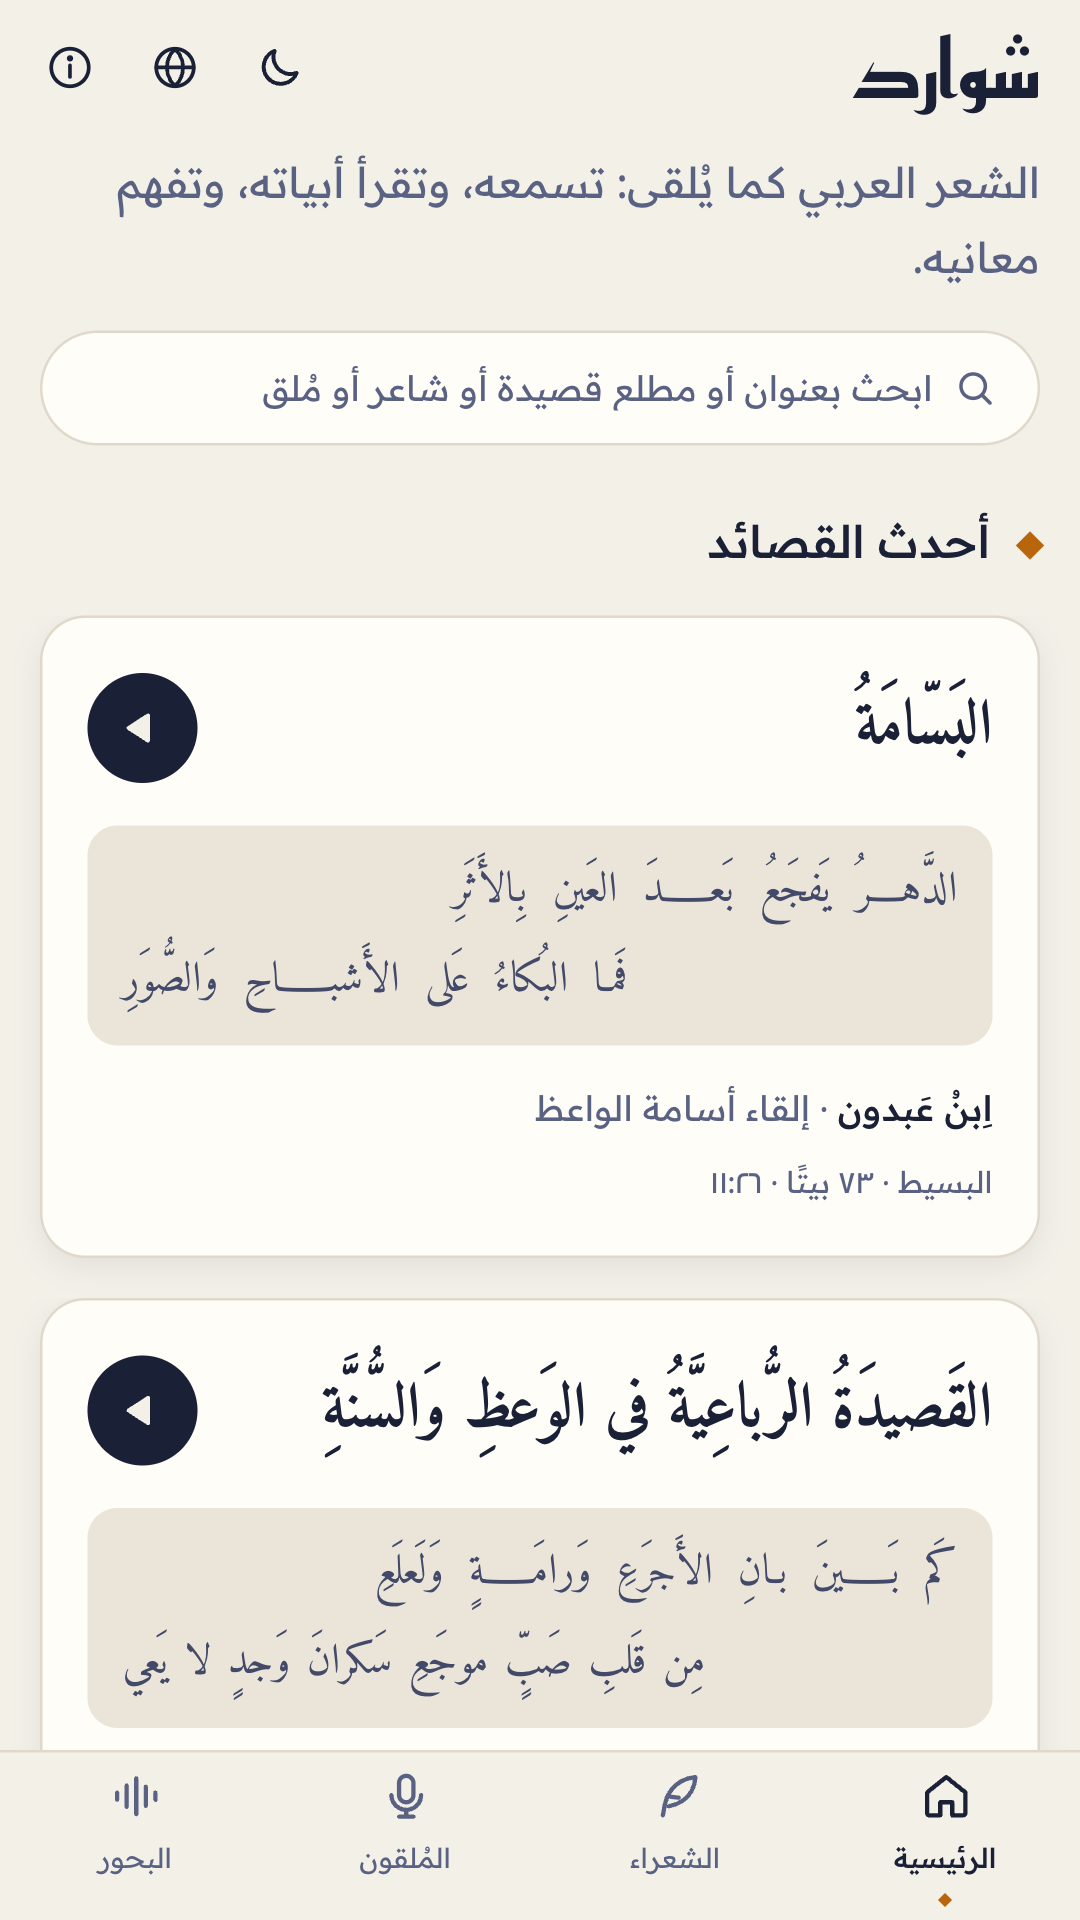 شوارد
الشعر العربي كما يُلقى: تسمعه، وتقرأ أبياته، وتفهم
معانيه.
ابحث بعنوان أو مطلع قصيدة أو شاعر أو مُلق
أحدث القصائد
البَسّامَةُ
الدَّهـــرُ يَفجَعُ بَعـــدَ العَينِ بِالأَثَرِ
فَما البُكاءُ عَلى الأَشبـــاحِ وَالصُّوَرِ
اِبنُ عَبدون · إلقاء أسامة الواعظ
البسيط · ٧٣ بيتًا · ١١:٢٦
القَصيدَةُ الرُّباعِيَّةُ في الوَعظِ وَالسُّنَّةِ
كَم بَـــينَ بانِ الأَجرَعِ وَرامَـــةٍ وَلَعلَعِ
مِن قَلبِ صَبٍّ موجَعِ سَكرانَ وَجدٍ لا يَعي
الرئيسية
الشعراء
المُلقون
البحور